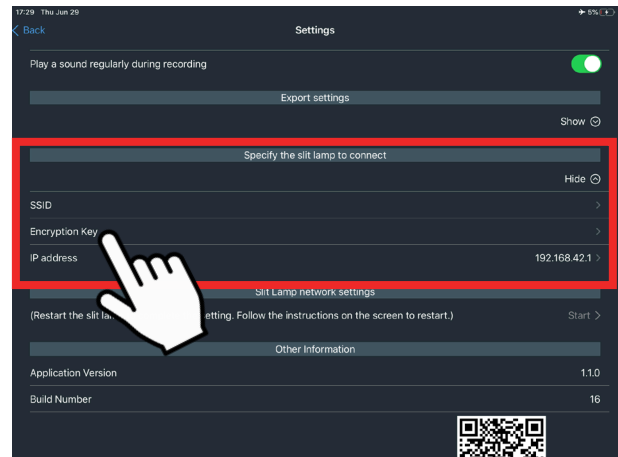 17:29 Thu Jun 29
5%
Back
Settings
Play a sound regularly during recording
Export settings
Show
Specify the slit lamp to connect
Hide
SSID
Encryption Key
IP address 192.168.42.1
Slit Lamp network settings
(Restart the slit etting. Follow the instructions on the screen to restart.) Start
Other Information
Application Version 1.1.0
Build Number 16